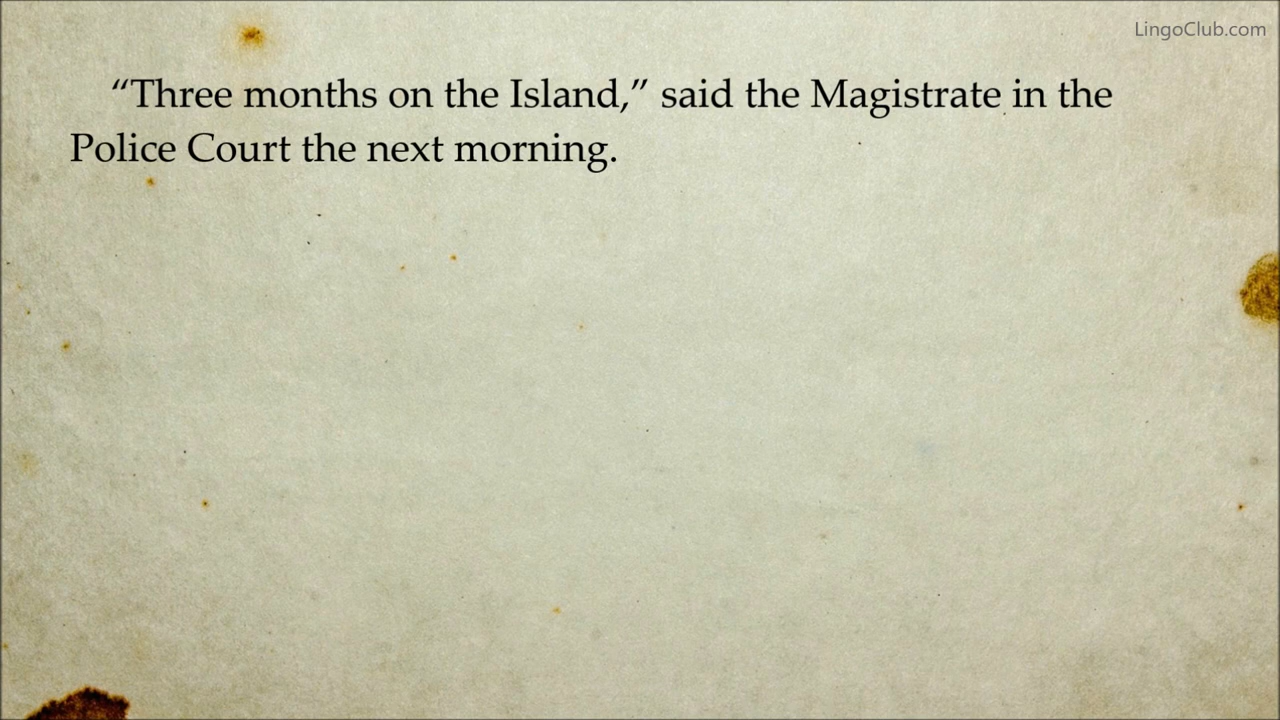 LingoClub.com
“Three months on the Island,” said the Magistrate in the
Police Court the next morning.